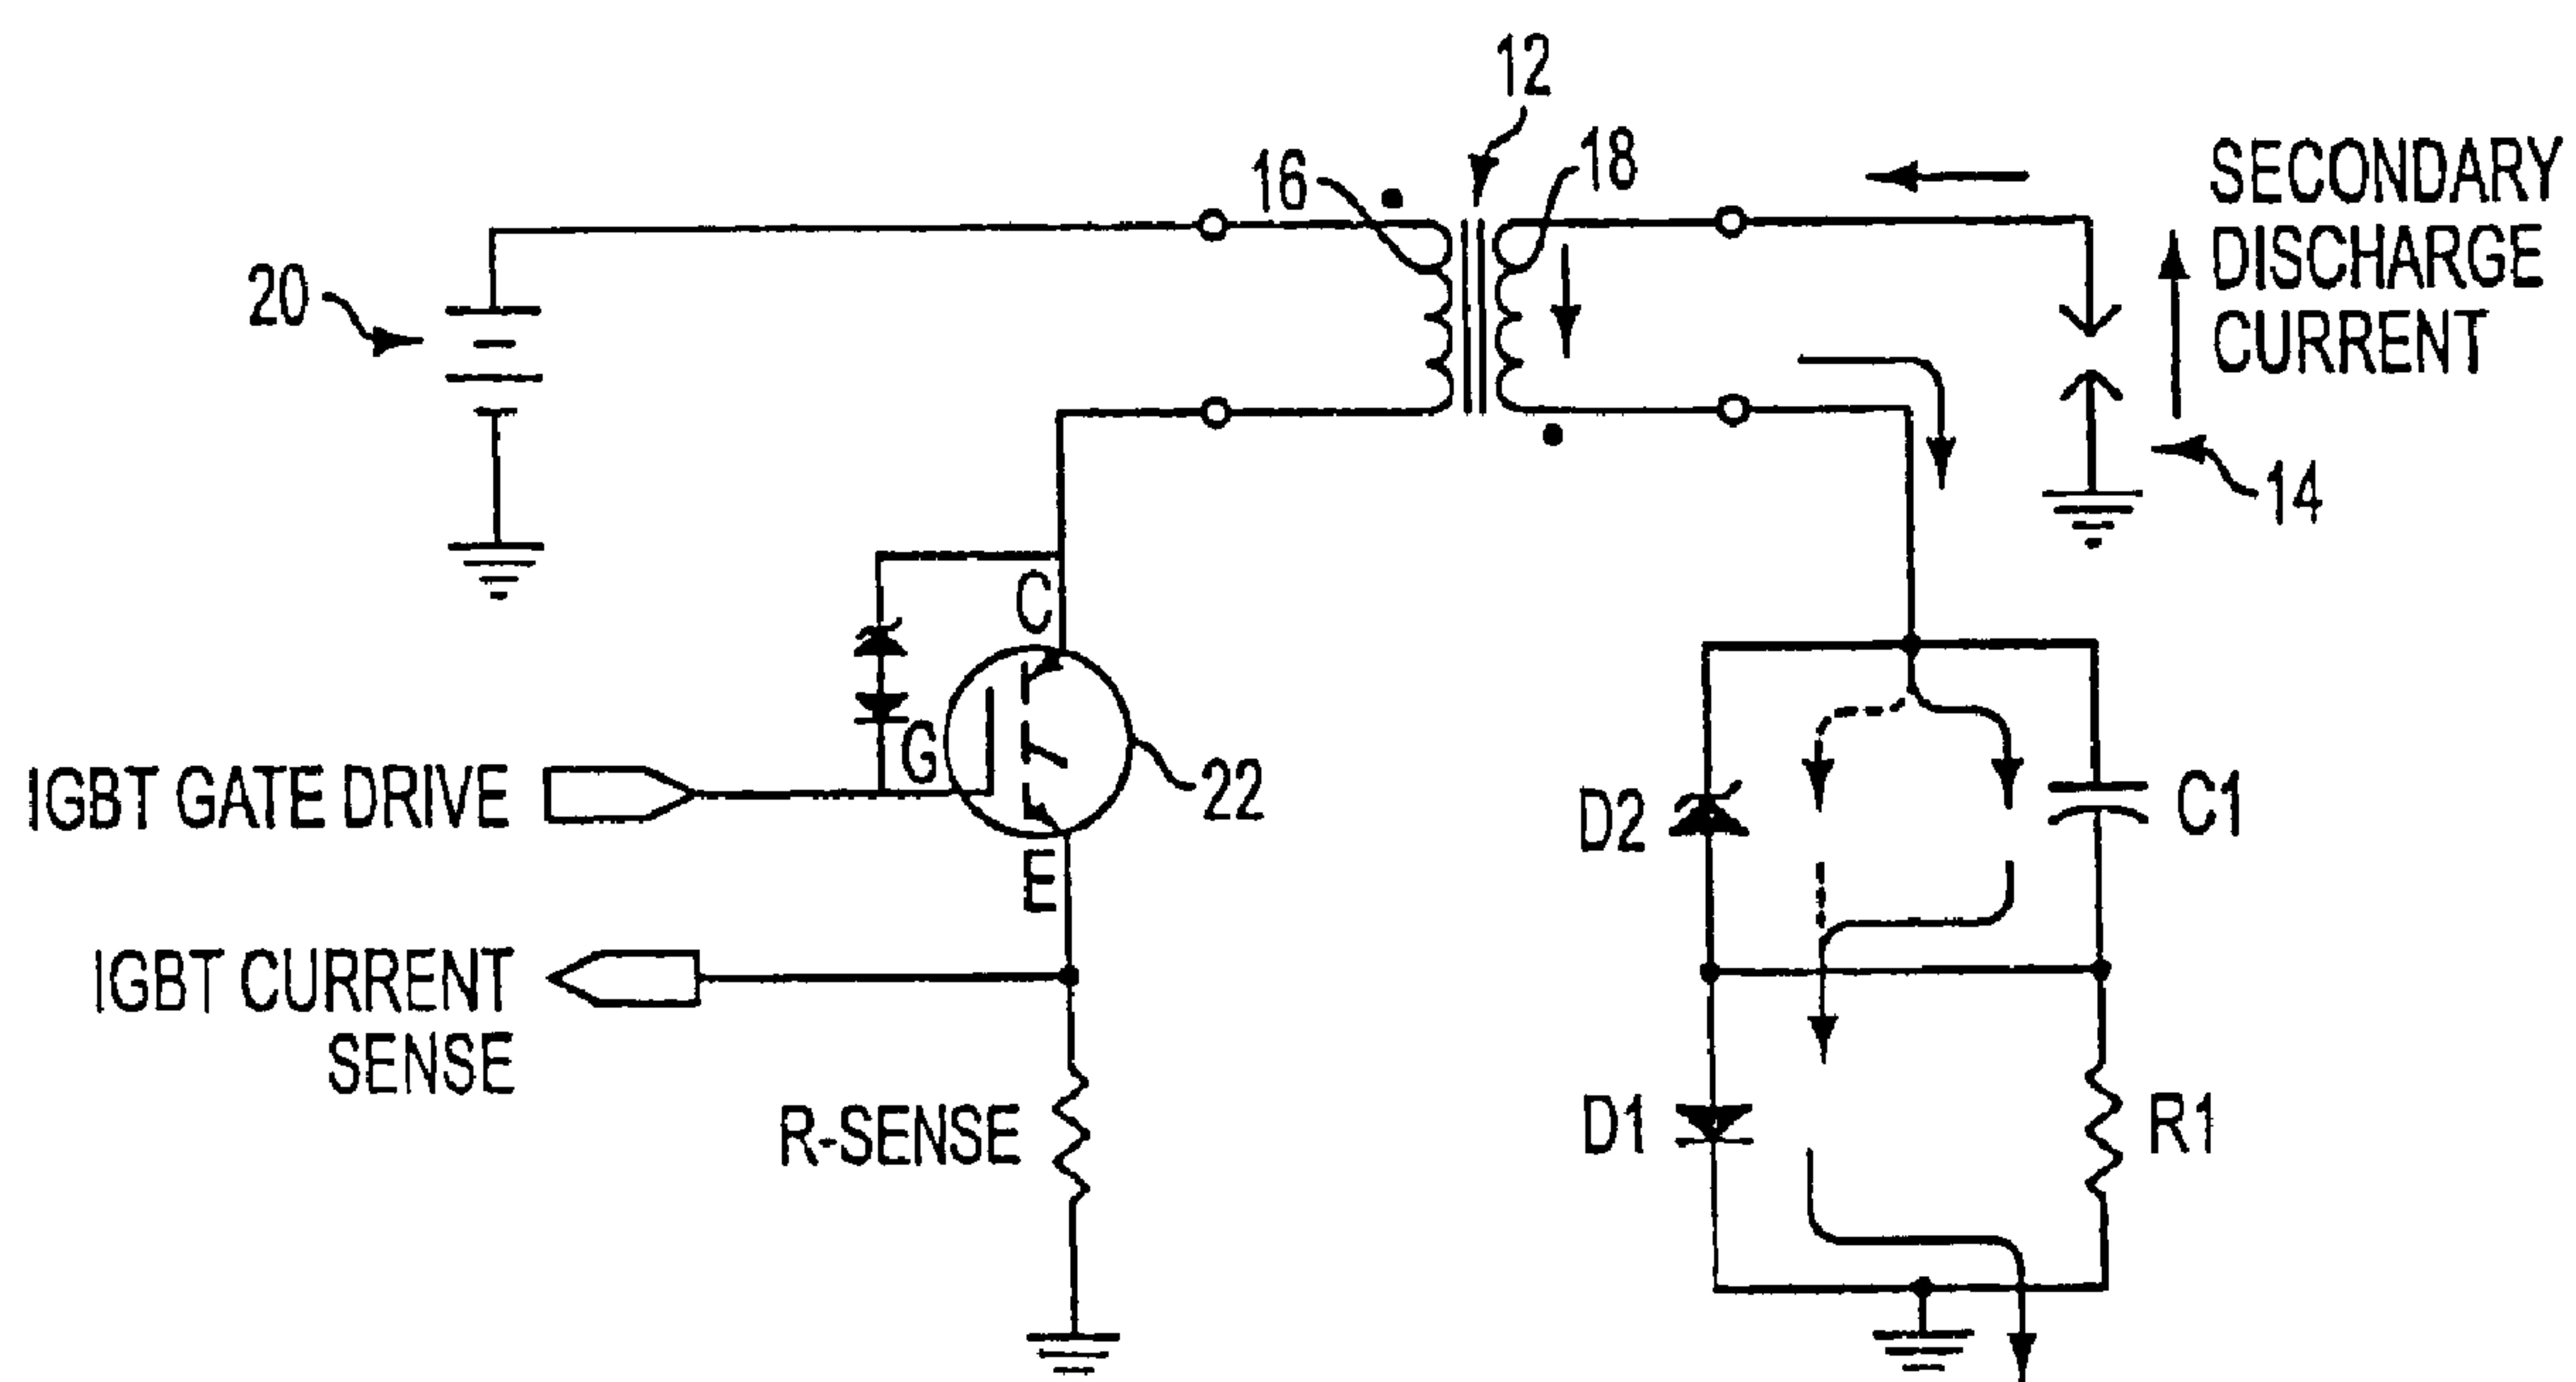 12
16
18
SECONDARY
DISCHARGE
CURRENT
20
14
C
G
IGBT GATE DRIVE
22
E
D2
C1
IGBT CURRENT
SENSE
R-SENSE
D1
R1